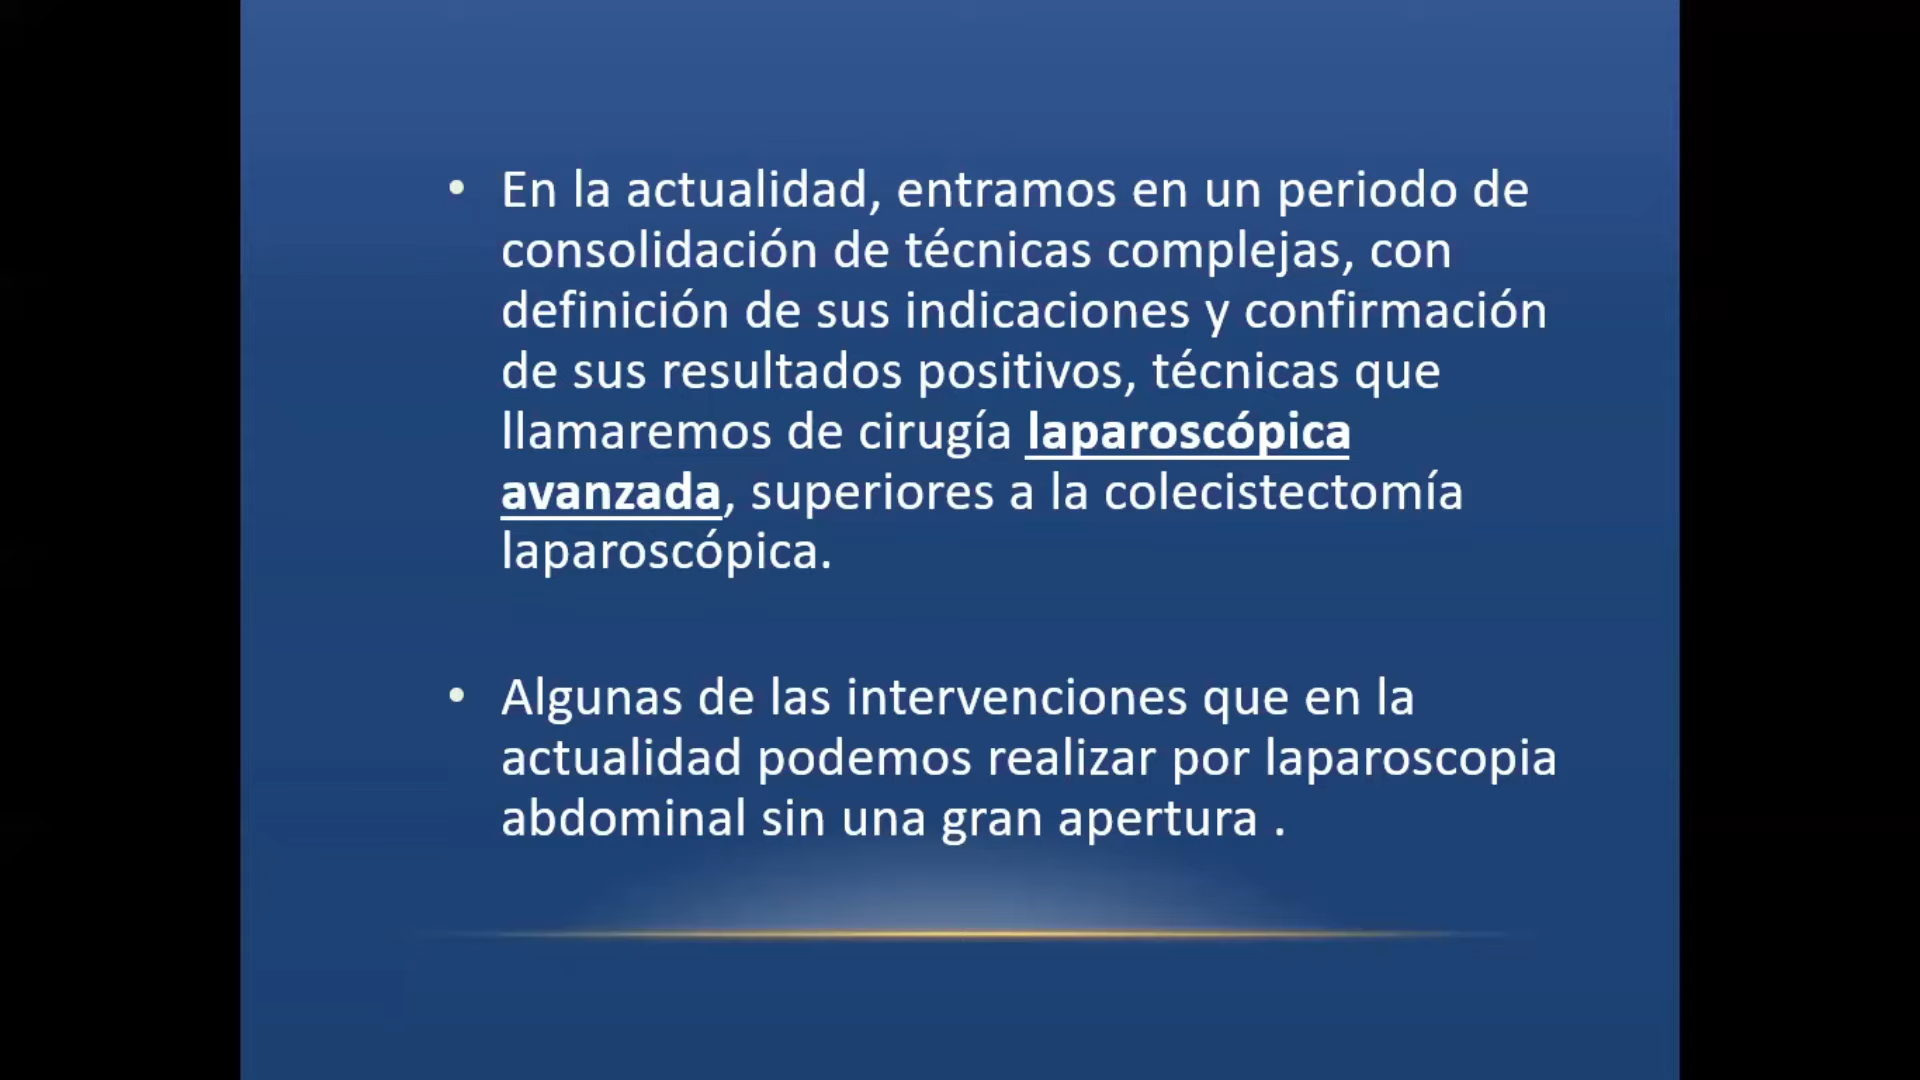 • En la actualidad, entramos en un periodo de
consolidación de técnicas complejas, con
definición de sus indicaciones y confirmación
de sus resultados positivos, técnicas que
llamaremos de cirugía laparoscópica
avanzada, superiores a la colecistectomía
laparoscópica.
• Algunas de las intervenciones que en la
actualidad podemos realizar por laparoscopia
abdominal sin una gran apertura .